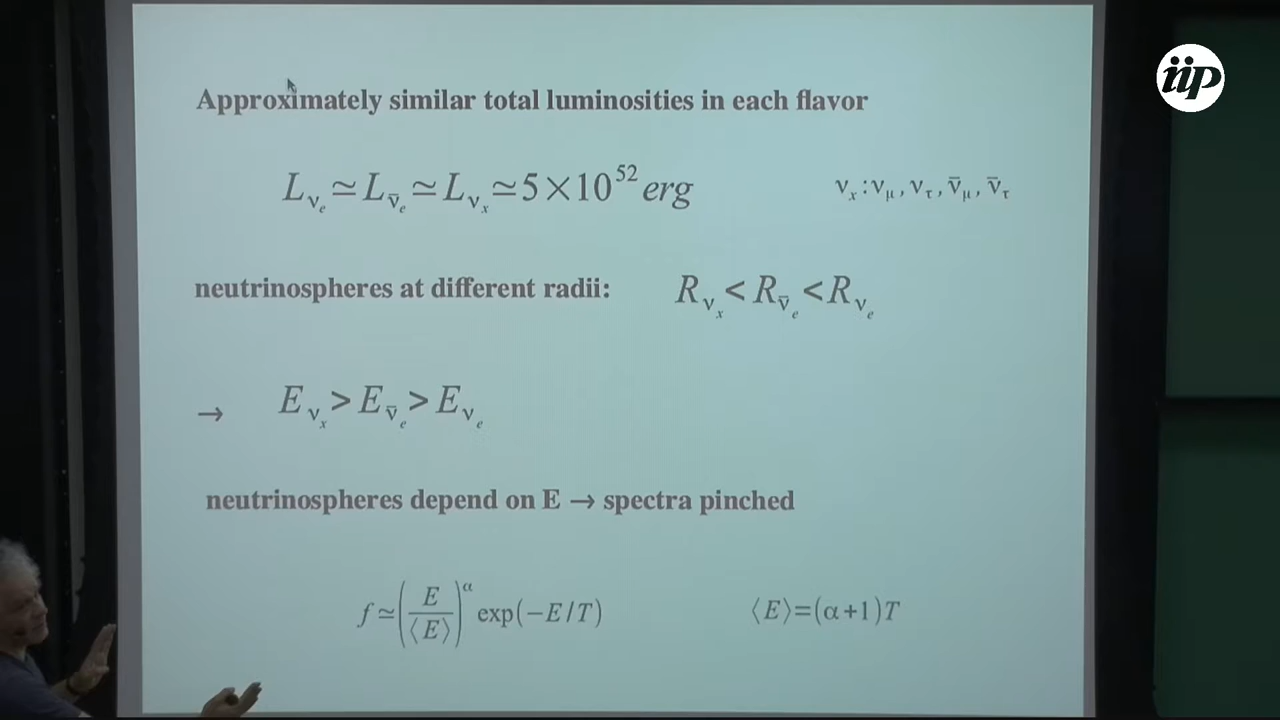 iip
Approximately similar total luminosities in each flavor
L_{ν_e} ≃ L_{ν̄_e} ≃ L_{ν_x} ≃ 5×10^{52} erg
ν_x : ν_μ, ν_τ, ν̄_μ, ν̄_τ
neutrinospheres at different radii: R_{ν_x} < R_{ν̄_e} < R_{ν_e}
→ E_{ν_x} > E_{ν̄_e} > E_{ν_e}
neutrinospheres depend on E → spectra pinched
f ≃ (E/⟨E⟩)^α exp(−E/T)
⟨E⟩=(α+1)T